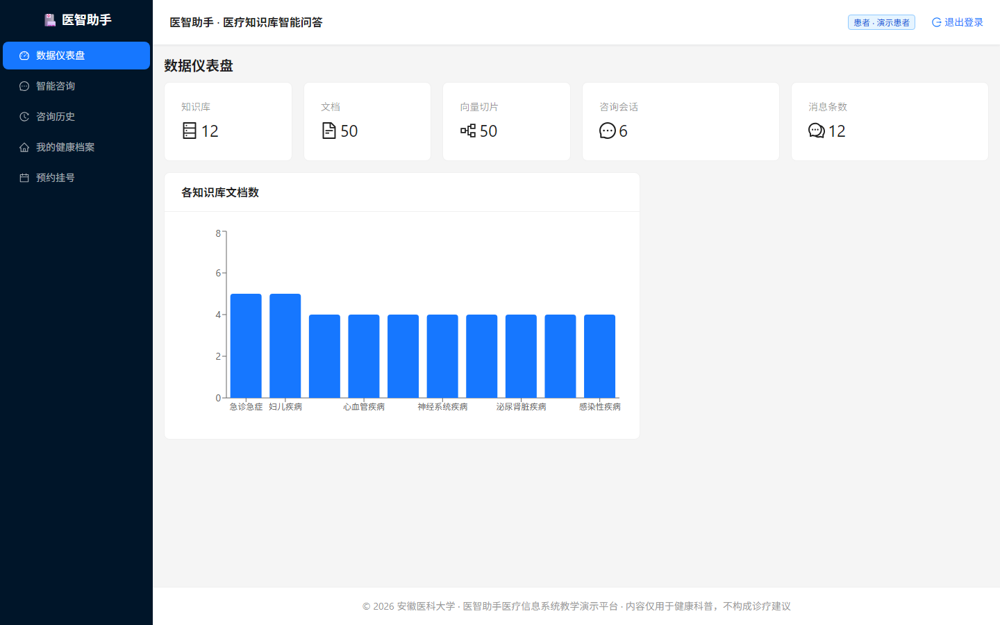 医智助手
医智助手 · 医疗知识库智能问答
患者 · 演示患者
退出登录
数据仪表盘
智能咨询
咨询历史
我的健康档案
预约挂号
数据仪表盘
知识库
12
文档
50
向量切片
50
咨询会话
6
消息条数
12
各知识库文档数
8
6
4
2
0
急诊急症 妇儿疾病 心血管疾病 神经系统疾病 泌尿肾脏疾病 感染性疾病
© 2026 安徽医科大学 · 医智助手医疗信息系统教学演示平台 · 内容仅用于健康科普，不构成诊疗建议